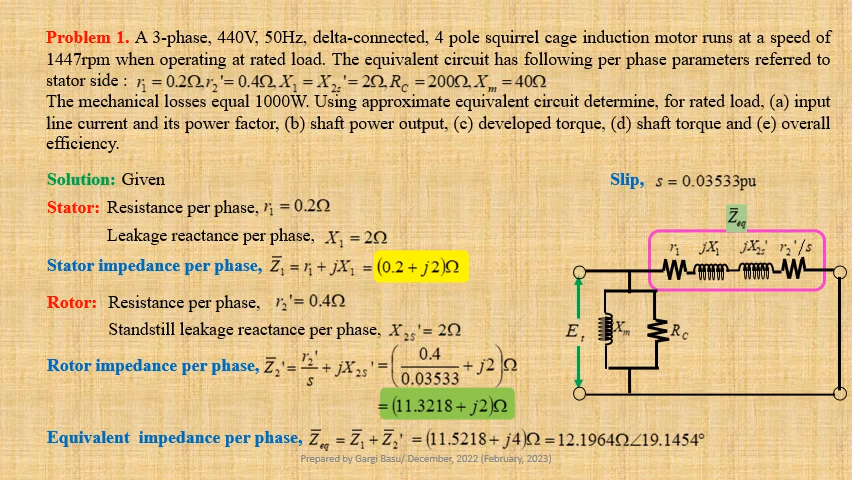 Problem 1. A 3-phase, 440V, 50Hz, delta-connected, 4 pole squirrel cage induction motor runs at a speed of
1447rpm when operating at rated load. The equivalent circuit has following per phase parameters referred to
stator side : r₁ = 0.2Ω,r₂'= 0.4Ω,X₁ = X₂ₛ'= 2Ω,R_C = 200Ω,X_m = 40Ω
The mechanical losses equal 1000W. Using approximate equivalent circuit determine, for rated load, (a) input
line current and its power factor, (b) shaft power output, (c) developed torque, (d) shaft torque and (e) overall
efficiency.
Solution: Given
Slip, s = 0.03533pu
Stator: Resistance per phase, r₁ = 0.2Ω
Leakage reactance per phase, X₁ = 2Ω
Stator impedance per phase, Z̅₁ = r₁ + jX₁ = (0.2 + j2)Ω
Rotor: Resistance per phase, r₂'= 0.4Ω
Standstill leakage reactance per phase, X₂ₛ'= 2Ω
Rotor impedance per phase, Z̅₂'= r₂'/s + jX₂ₛ' = (0.4/0.03533 + j2)Ω
= (11.3218 + j2)Ω
Equivalent impedance per phase, Z̅_eq = Z̅₁ + Z̅₂' = (11.5218 + j4)Ω = 12.1964Ω∠19.1454°
Z̅_eq
r₁ jX₁ jX₂ₛ' r₂'/s
E_t X_m R_C
Prepared by Gargi Basu/ December, 2022 (February, 2023)